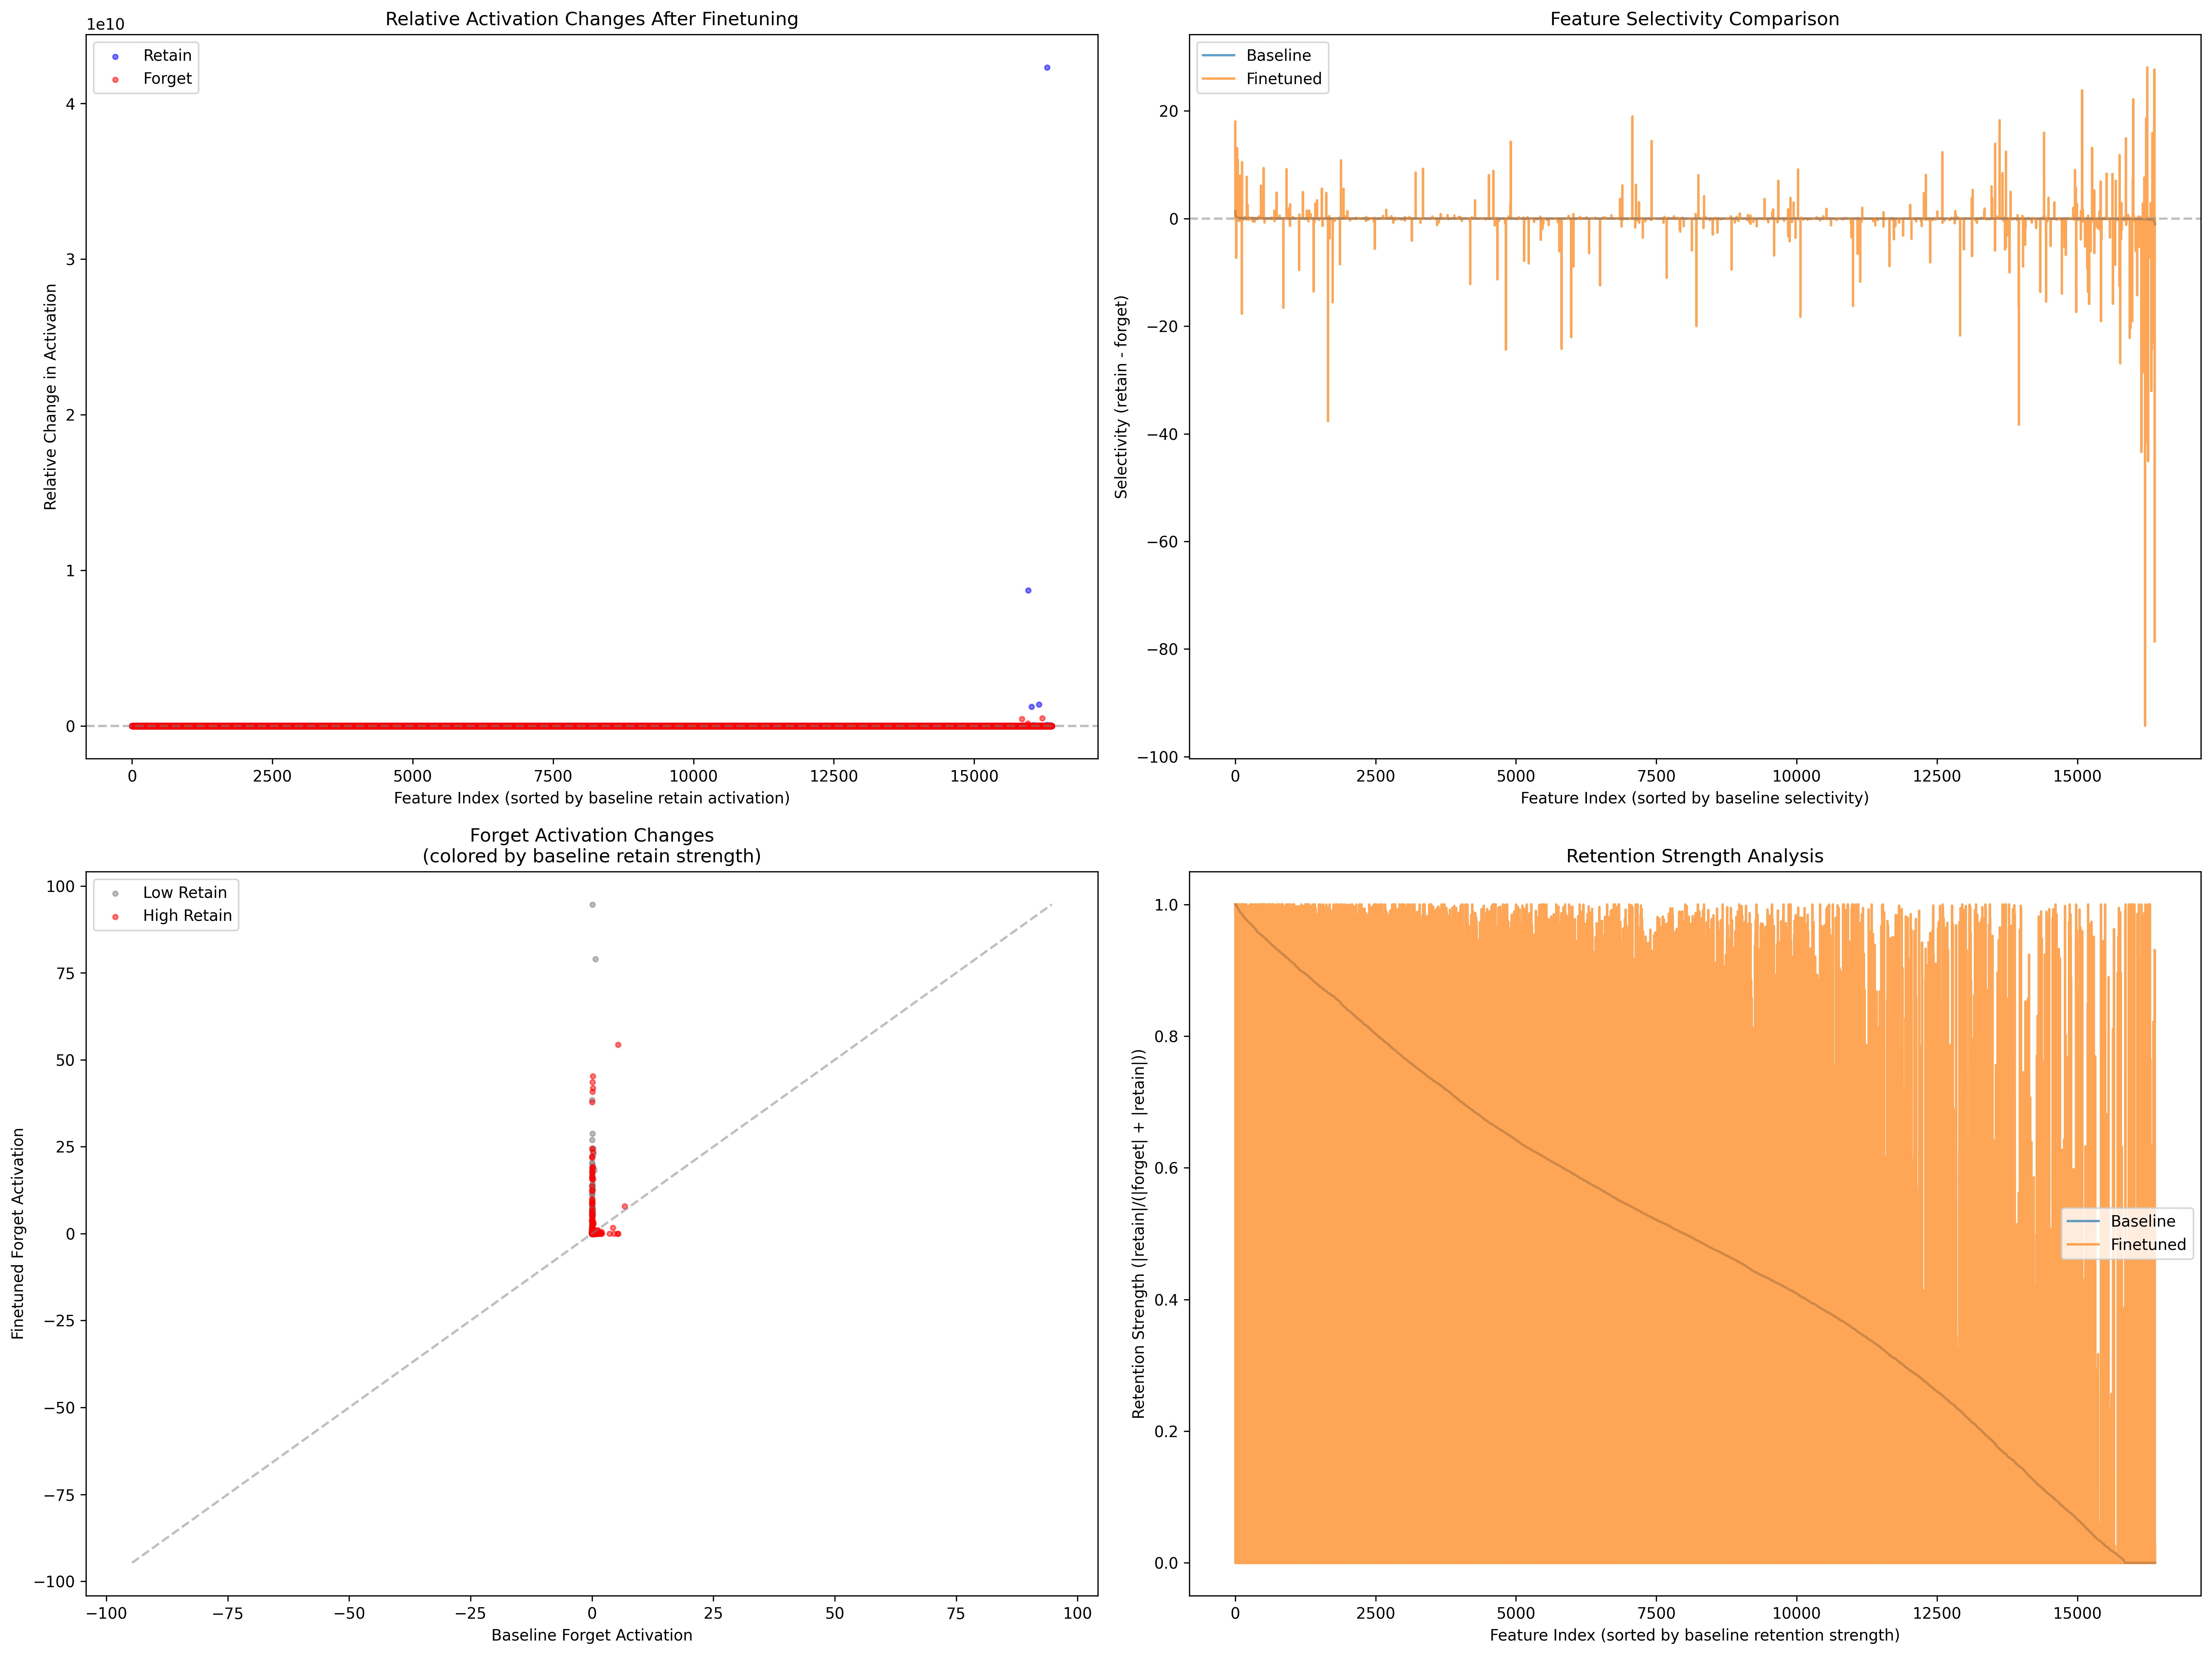 Relative Activation Changes After Finetuning
1e10
Retain
Forget
4
3
2
1
0
Relative Change in Activation
0 2500 5000 7500 10000 12500 15000
Feature Index (sorted by baseline retain activation)
Feature Selectivity Comparison
Baseline
Finetuned
20
0
−20
−40
−60
−80
−100
Selectivity (retain - forget)
0 2500 5000 7500 10000 12500 15000
Feature Index (sorted by baseline selectivity)
Forget Activation Changes
(colored by baseline retain strength)
Low Retain
High Retain
100
75
50
25
0
−25
−50
−75
−100
Finetuned Forget Activation
−100 −75 −50 −25 0 25 50 75 100
Baseline Forget Activation
Retention Strength Analysis
1.0
0.8
0.6
0.4
0.2
0.0
Retention Strength (|retain|/(|forget| + |retain|))
Baseline
Finetuned
0 2500 5000 7500 10000 12500 15000
Feature Index (sorted by baseline retention strength)